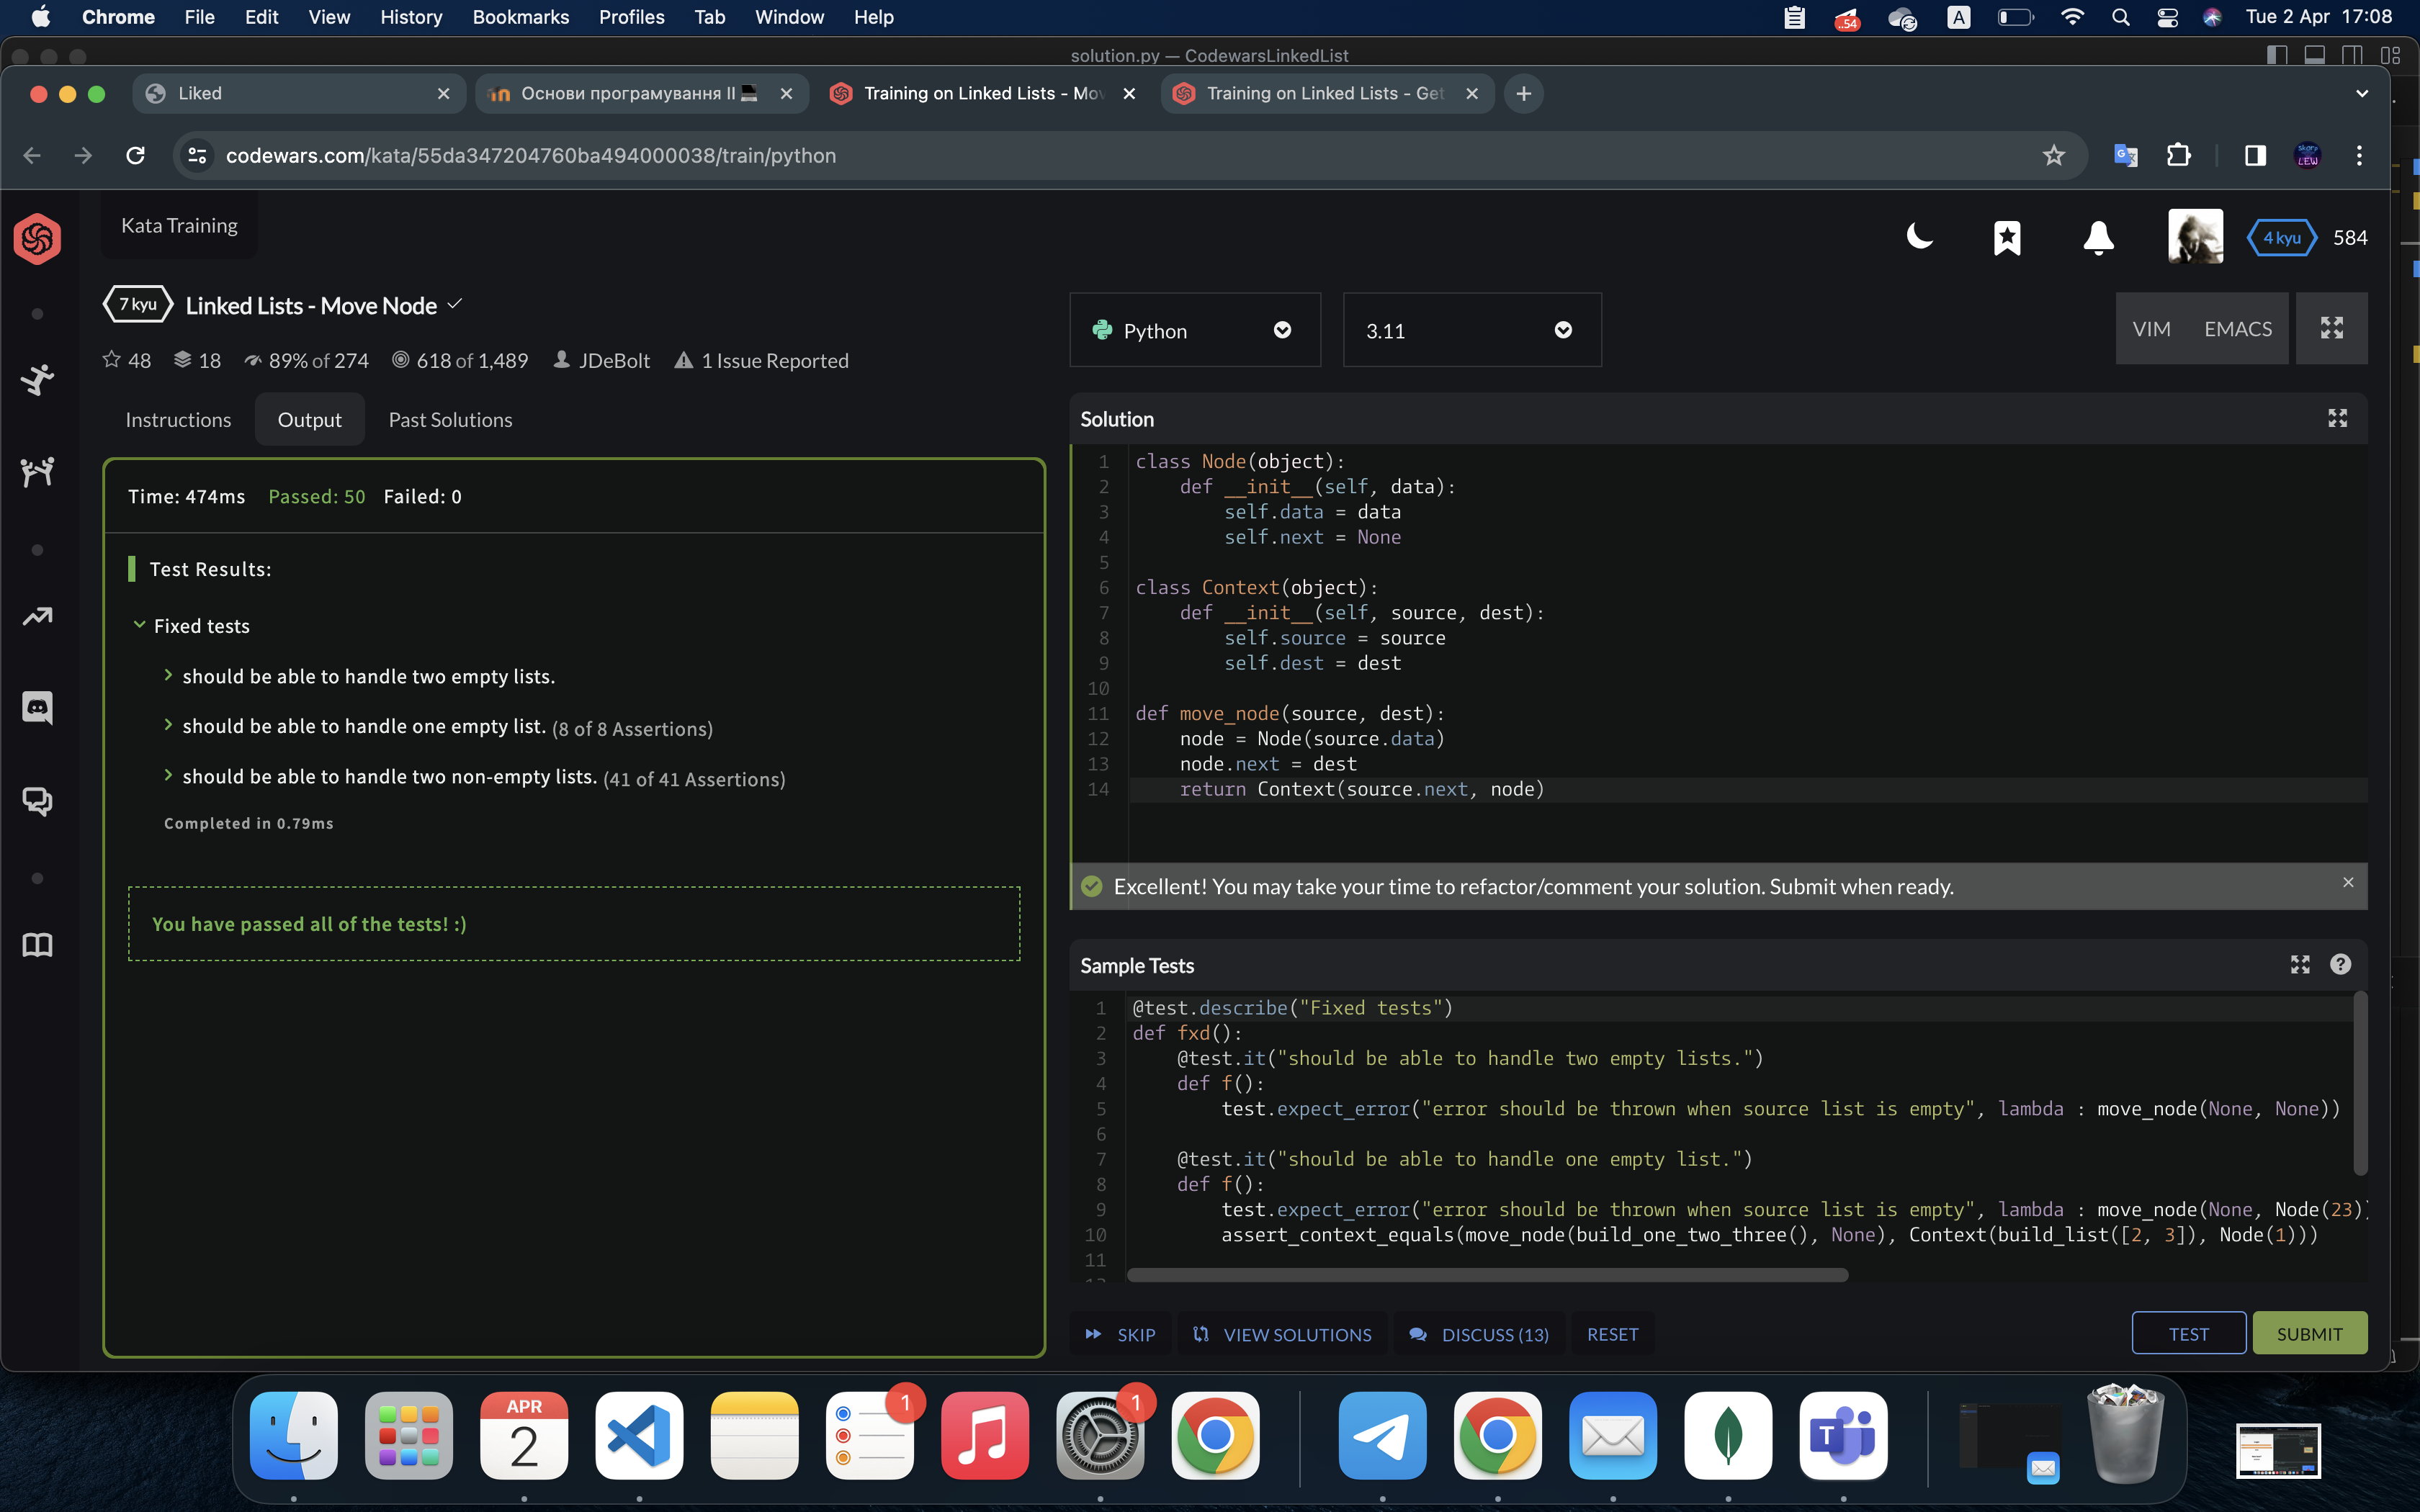 Chrome File Edit View History Bookmarks Profiles Tab Window Help
54 A Tue 2 Apr 17:08
solution.py — CodewarsLinkedList
Liked
Основи програмування II
Training on Linked Lists - Mov
Training on Linked Lists - Get
codewars.com/kata/55da347204760ba494000038/train/python
LEW
Kata Training
4 kyu 584
7 kyu Linked Lists - Move Node
48 18 89% of 274 618 of 1,489 JDeBolt 1 Issue Reported
Instructions Output Past Solutions
Time: 474ms Passed: 50 Failed: 0
Test Results:
Fixed tests
should be able to handle two empty lists.
should be able to handle one empty list. (8 of 8 Assertions)
should be able to handle two non-empty lists. (41 of 41 Assertions)
Completed in 0.79ms
You have passed all of the tests! :)
Python 3.11 VIM EMACS
Solution
1 class Node(object):
2 def __init__(self, data):
3 self.data = data
4 self.next = None
5
6 class Context(object):
7 def __init__(self, source, dest):
8 self.source = source
9 self.dest = dest
10
11 def move_node(source, dest):
12 node = Node(source.data)
13 node.next = dest
14 return Context(source.next, node)
Excellent! You may take your time to refactor/comment your solution. Submit when ready.
Sample Tests
1 @test.describe("Fixed tests")
2 def fxd():
3 @test.it("should be able to handle two empty lists.")
4 def f():
5 test.expect_error("error should be thrown when source list is empty", lambda : move_node(None, None))
6
7 @test.it("should be able to handle one empty list.")
8 def f():
9 test.expect_error("error should be thrown when source list is empty", lambda : move_node(None, Node(23))
10 assert_context_equals(move_node(build_one_two_three(), None), Context(build_list([2, 3]), Node(1)))
11
SKIP VIEW SOLUTIONS DISCUSS (13) RESET TEST SUBMIT
APR
2
1
1
T